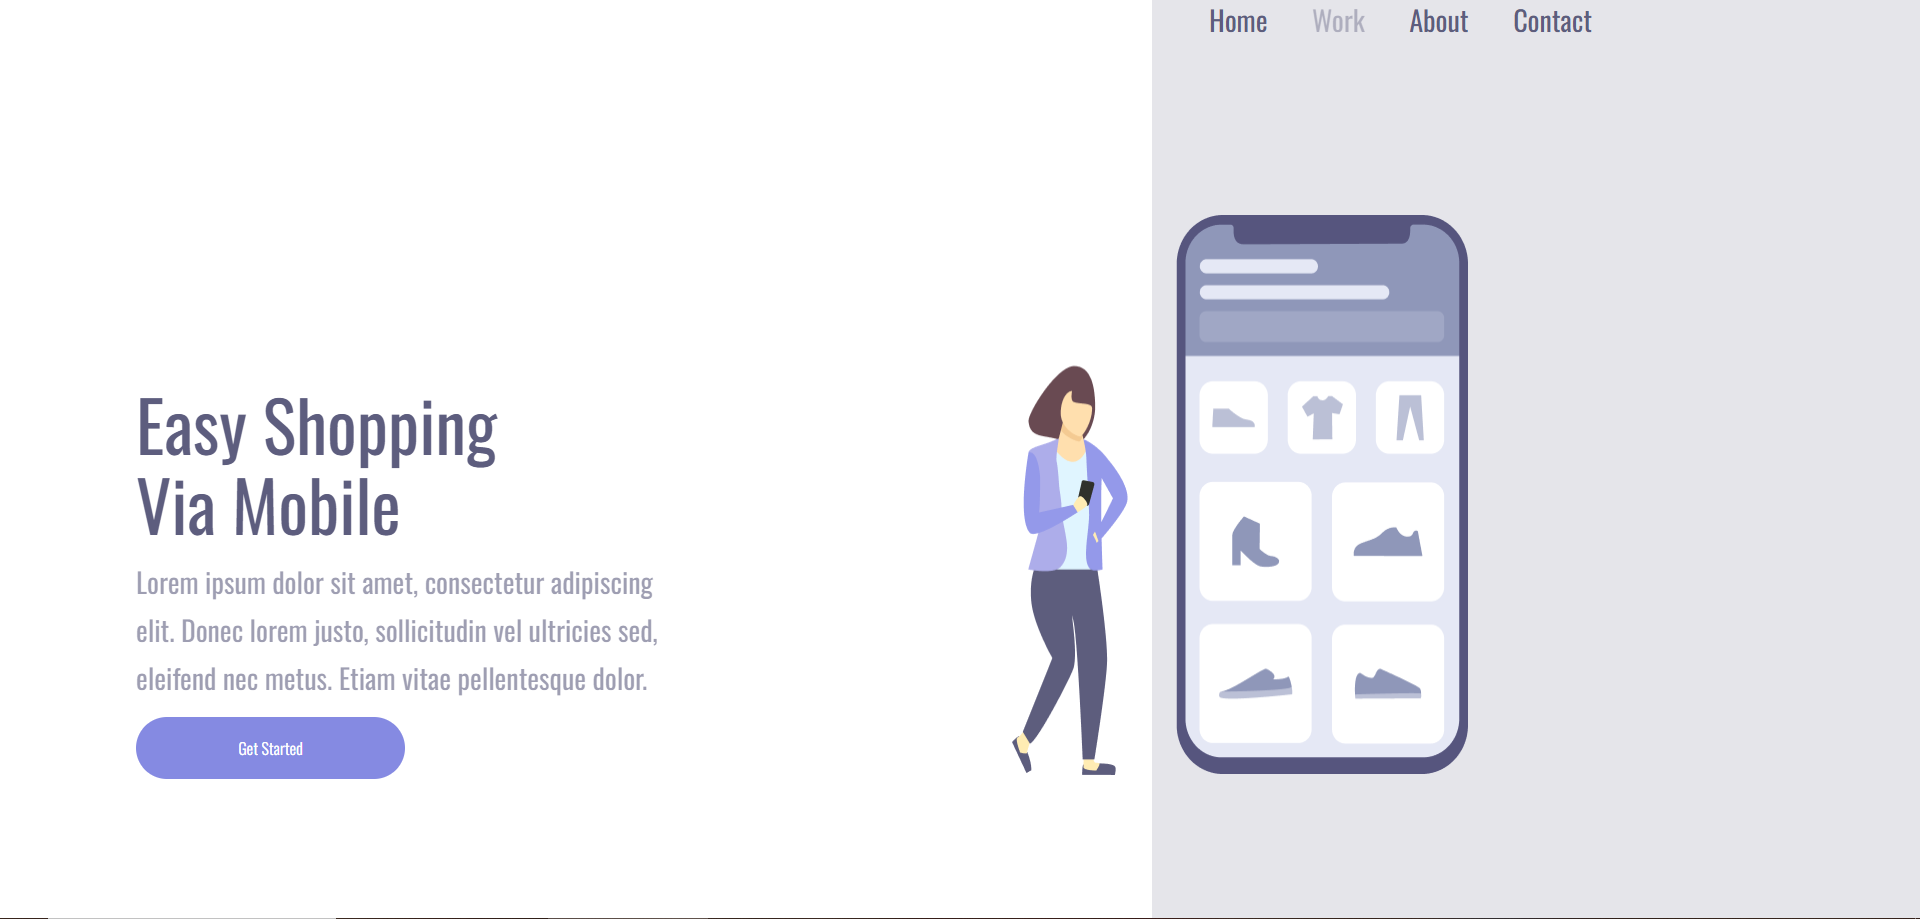 Home Work About Contact
Easy Shopping
Via Mobile
Lorem ipsum dolor sit amet, consectetur adipiscing
elit. Donec lorem justo, sollicitudin vel ultricies sed,
eleifend nec metus. Etiam vitae pellentesque dolor.
Get Started